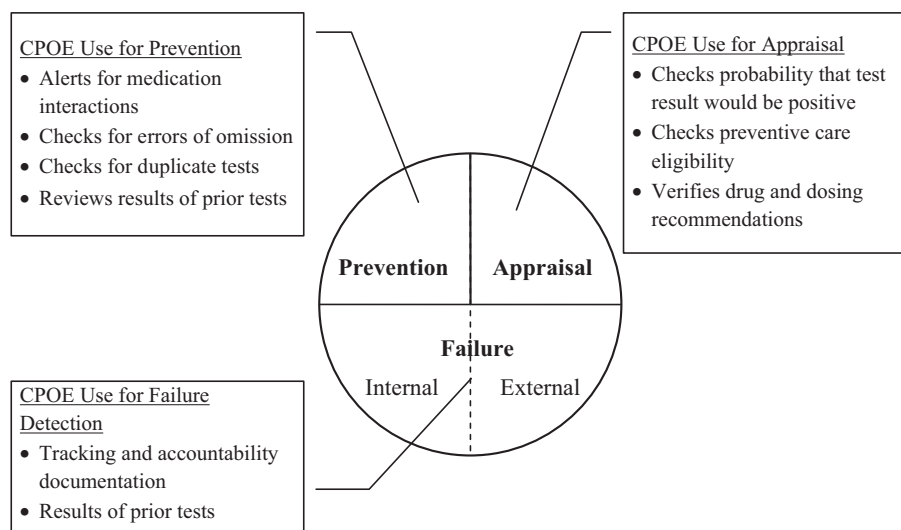 CPOE Use for Prevention
• Alerts for medication
interactions
• Checks for errors of omission
• Checks for duplicate tests
• Reviews results of prior tests
CPOE Use for Appraisal
• Checks probability that test
result would be positive
• Checks preventive care
eligibility
• Verifies drug and dosing
recommendations
Prevention
Appraisal
Failure
Internal
External
CPOE Use for Failure
Detection
• Tracking and accountability
documentation
• Results of prior tests